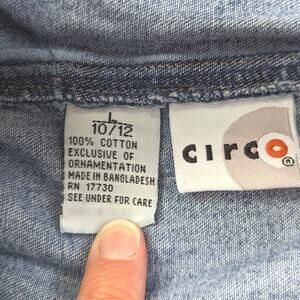 L
10/12
100% COTTON
EXCLUSIVE OF
ORNAMENTATION
MADE IN BANGLADESH
RN 17730
SEE UNDER FOR CARE
circo®